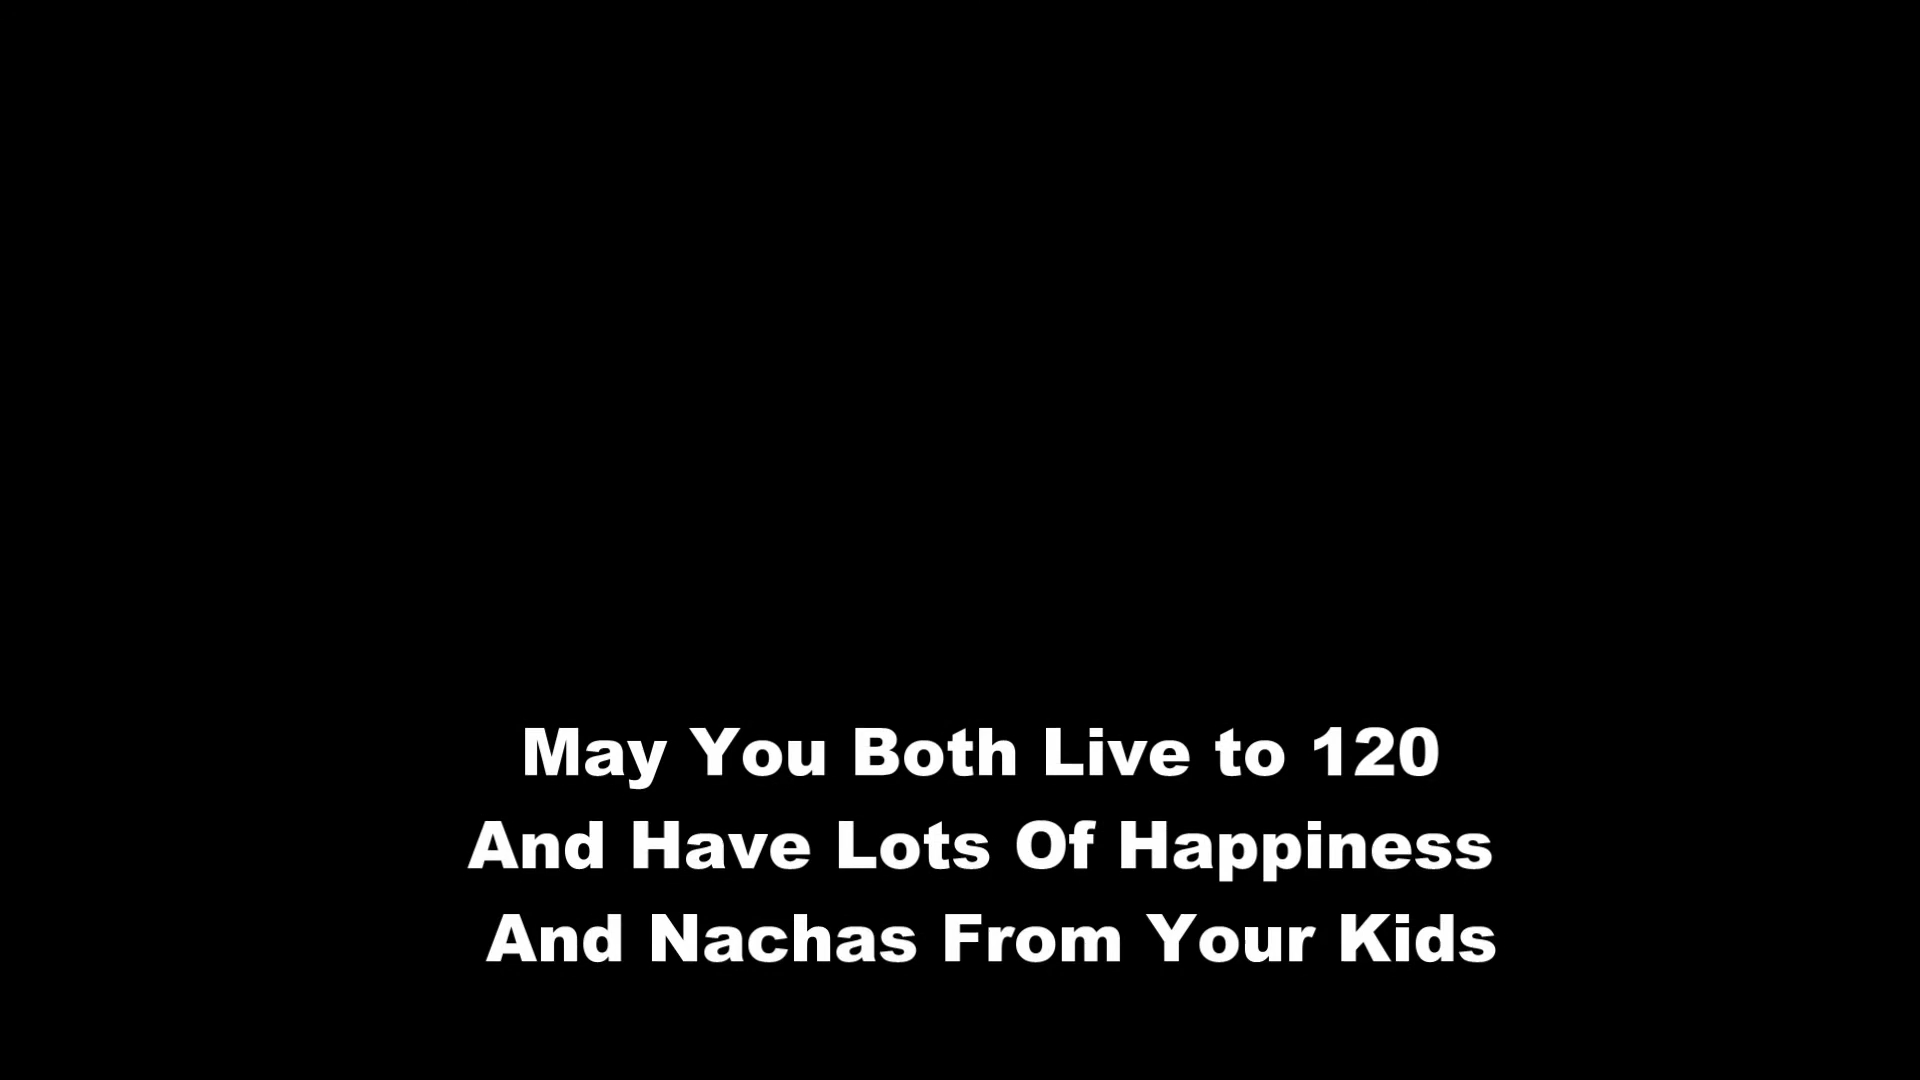 May You Both Live to 120
And Have Lots Of Happiness
And Nachas From Your Kids